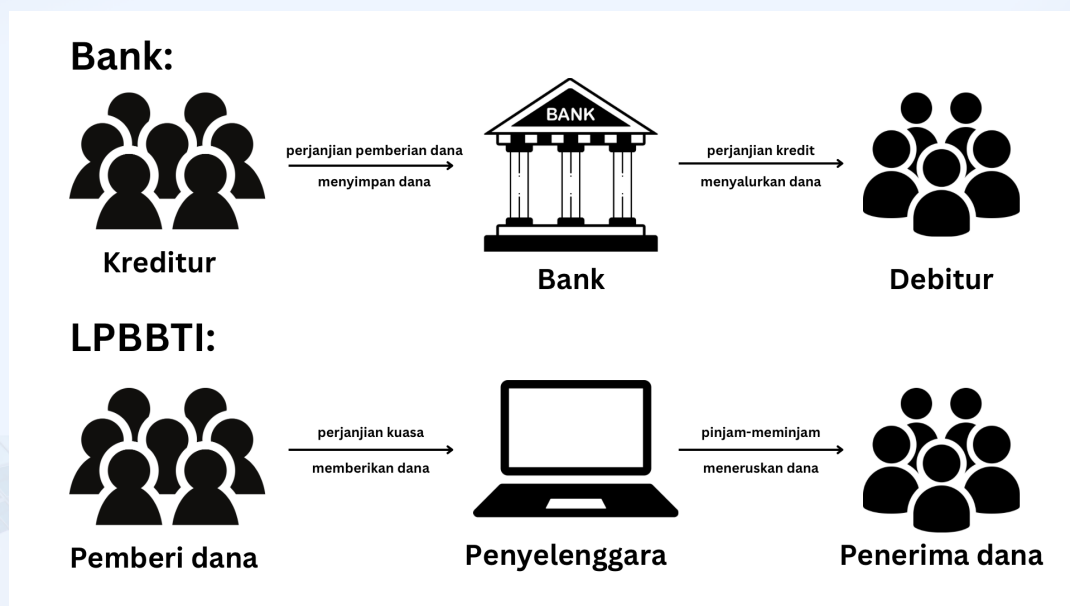 Bank:
BANK
perjanjian pemberian dana
menyimpan dana
perjanjian kredit
menyalurkan dana
Kreditur
Bank
Debitur
LPBBTI:
perjanjian kuasa
memberikan dana
pinjam-meminjam
meneruskan dana
Pemberi dana
Penyelenggara
Penerima dana